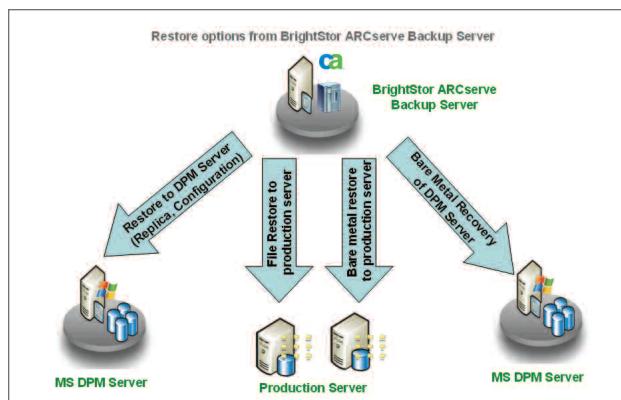 Restore options from BrightStor ARCserve Backup Server
ca
BrightStor ARCserve
Backup Server
Restore to DPM Server
(Replica, Configuration)
File Restore to
production server
Bare metal restore
to production server
Bare Metal Recovery
of DPM Server
MS DPM Server
Production Server
MS DPM Server